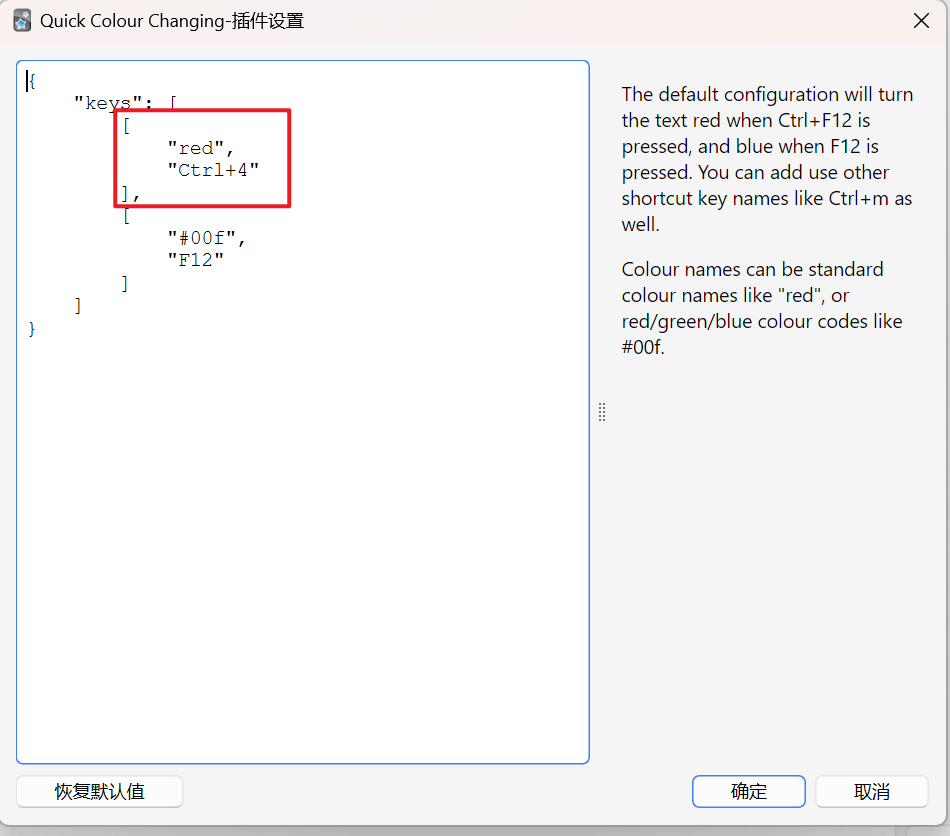 Quick Colour Changing-插件设置
{
"keys": [
[
"red",
"Ctrl+4"
],
[
"#00f",
"F12"
]
]
}
The default configuration will turn
the text red when Ctrl+F12 is
pressed, and blue when F12 is
pressed. You can add use other
shortcut key names like Ctrl+m as
well.
Colour names can be standard
colour names like "red", or
red/green/blue colour codes like
#00f.
恢复默认值
确定
取消